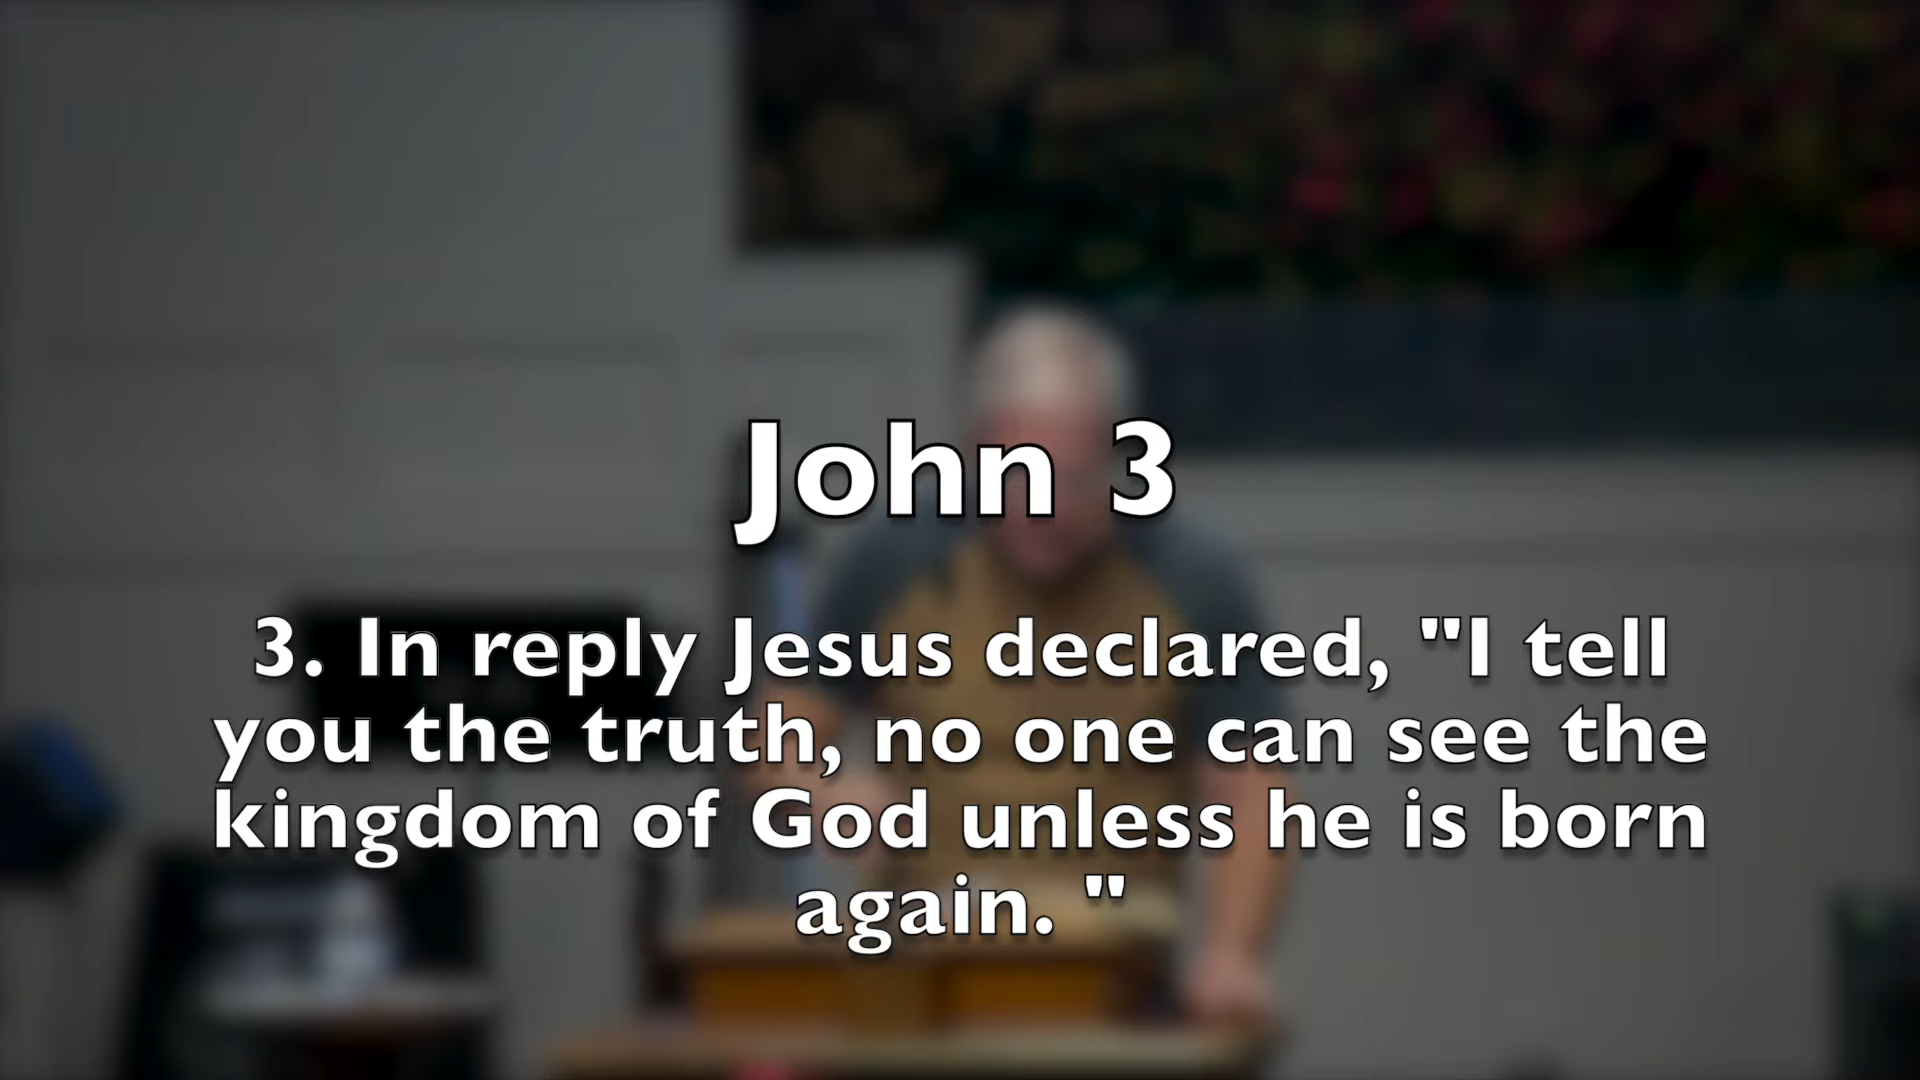 John 3
3. In reply Jesus declared, "I tell
you the truth, no one can see the
kingdom of God unless he is born
again. "